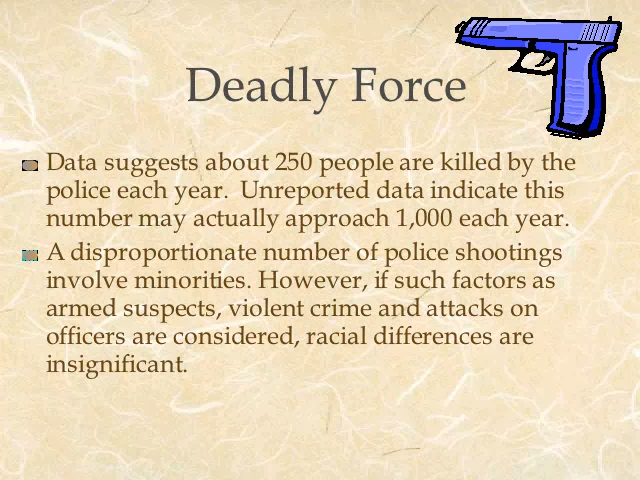 Deadly Force
Data suggests about 250 people are killed by the
police each year.  Unreported data indicate this
number may actually approach 1,000 each year.
A disproportionate number of police shootings
involve minorities. However, if such factors as
armed suspects, violent crime and attacks on
officers are considered, racial differences are
insignificant.